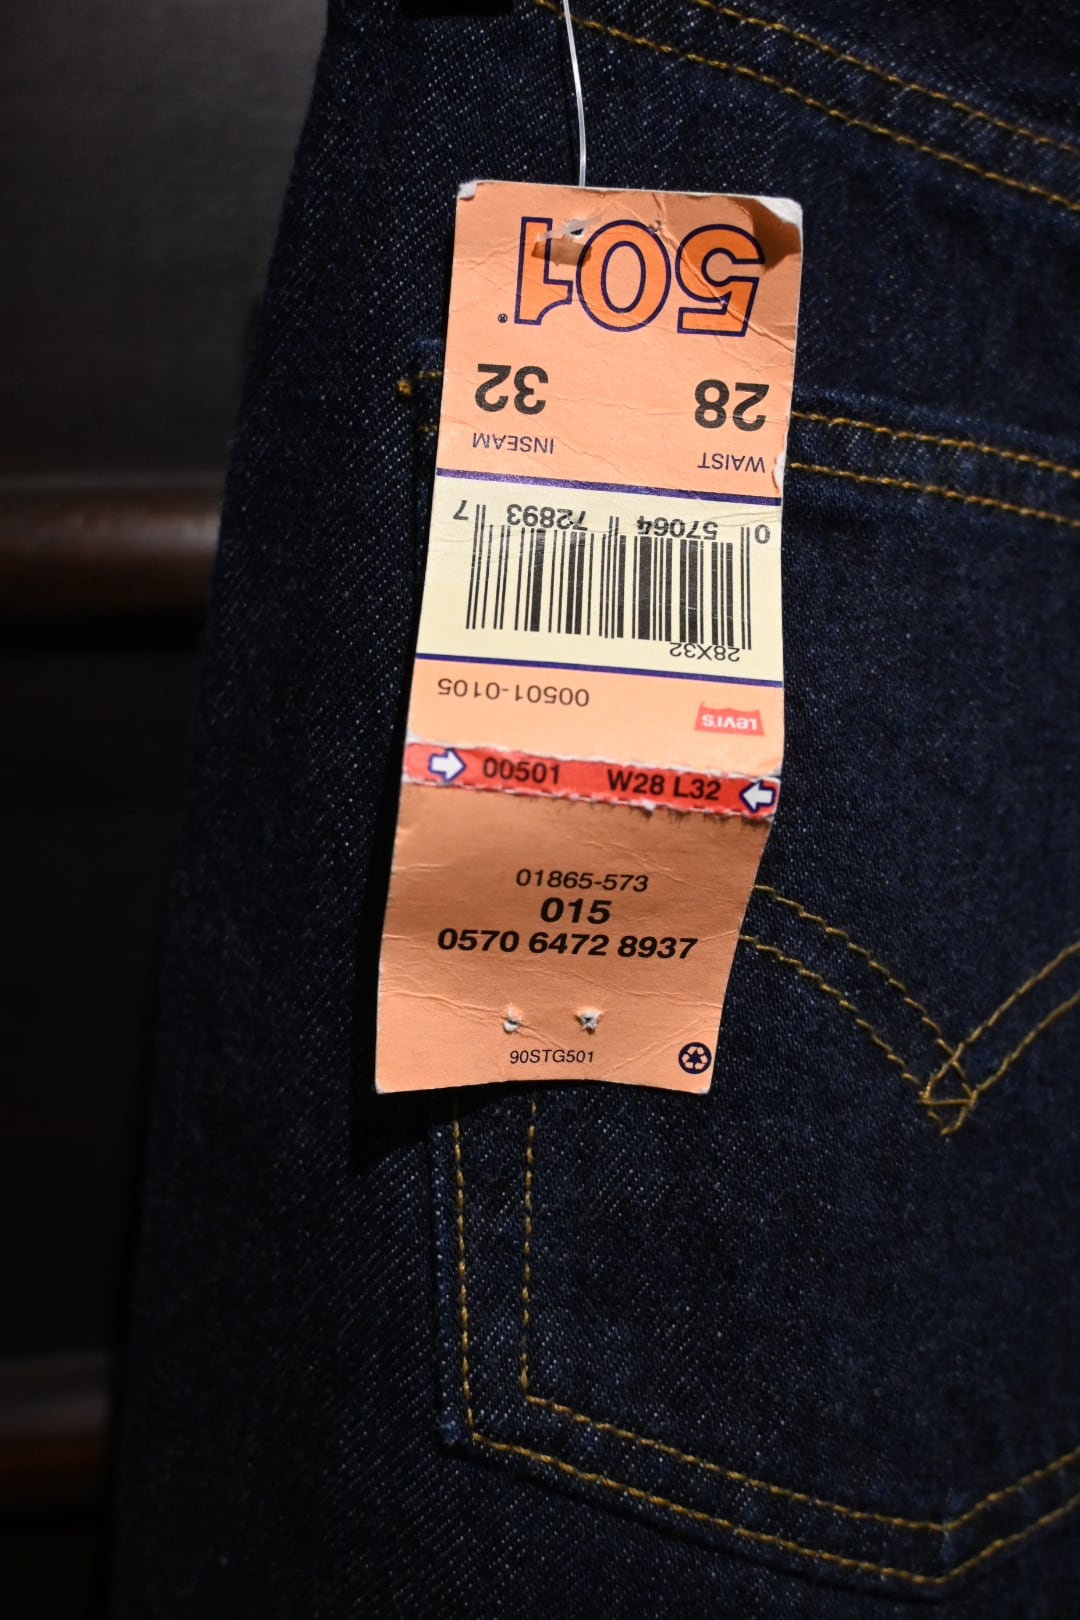 501®
28 32
WAIST INSEAM
0 57064 72893 7
28X32
00501-0105
Levi's
00501 W28 L32
01865-573
015
0570 6472 8937
90STG501